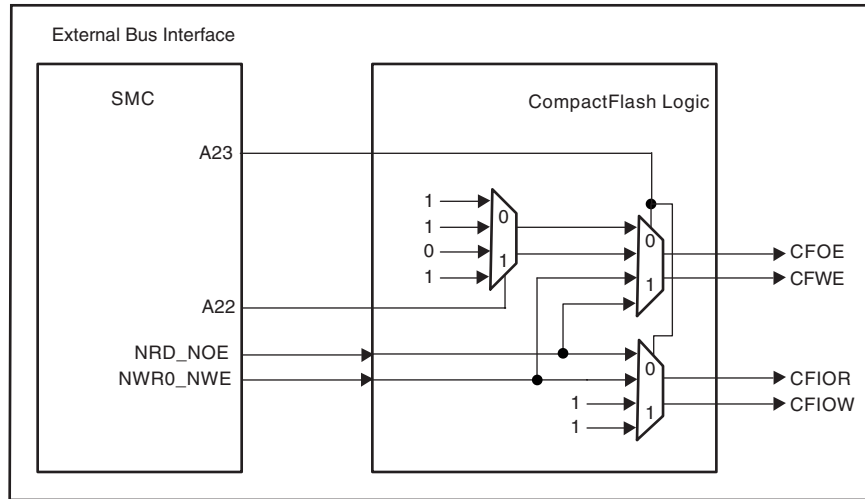 External Bus Interface
SMC
CompactFlash Logic
A23
1
1
0
1
0
1
0
1
CFOE
CFWE
A22
NRD_NOE
NWR0_NWE
0
1
1
1
CFIOR
CFIOW